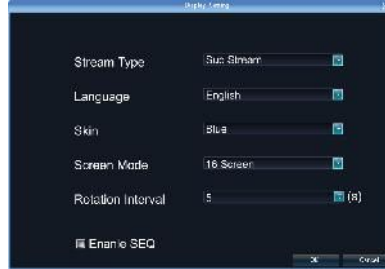 Display Setting
Stream Type Sub Stream
Language English
Skin Blue
Screen Mode 16 Screen
Rotation Interval 5 (s)
Enable SEQ
OK Cancel